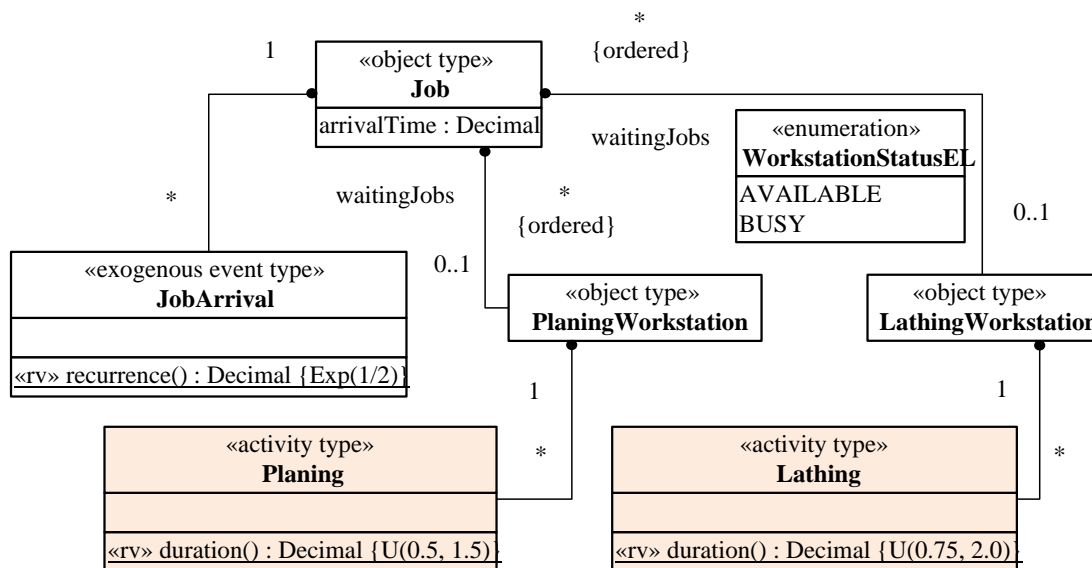 *
{ordered}
1
«object type»
Job
arrivalTime : Decimal
waitingJobs
«enumeration»
WorkstationStatusEL
AVAILABLE
BUSY
waitingJobs
*
{ordered}
*
0..1
0..1
«exogenous event type»
JobArrival
«rv» recurrence() : Decimal {Exp(1/2)}
«object type»
PlaningWorkstation
«object type»
LathingWorkstation
1
1
«activity type»
Planing
«rv» duration() : Decimal {U(0.5, 1.5)}
*
«activity type»
Lathing
«rv» duration() : Decimal {U(0.75, 2.0)}
*